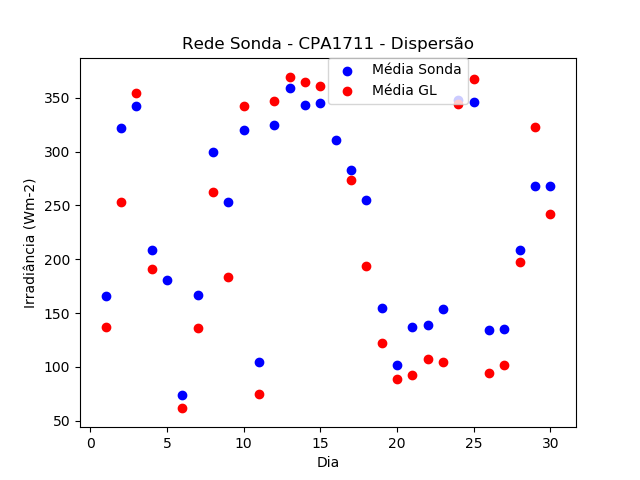 Rede Sonda - CPA1711 - Dispersão
Média Sonda
Média GL
Irradiância (Wm-2)
350
300
250
200
150
100
50
0 5 10 15 20 25 30
Dia